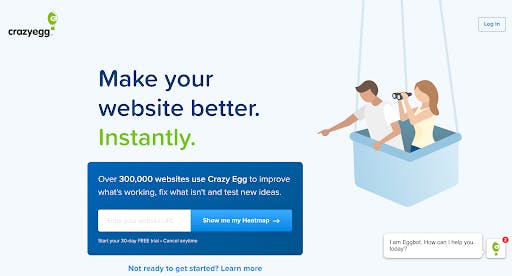 crazyegg
Log in
Make your
website better.
Instantly.
Over 300,000 websites use Crazy Egg to improve
what's working, fix what isn't and test new ideas.
Enter your website URL
Show me my Heatmap →
Start your 30-day FREE trial • Cancel anytime
Not ready to get started? Learn more
I am Eggbot, How can I help you
today?
2